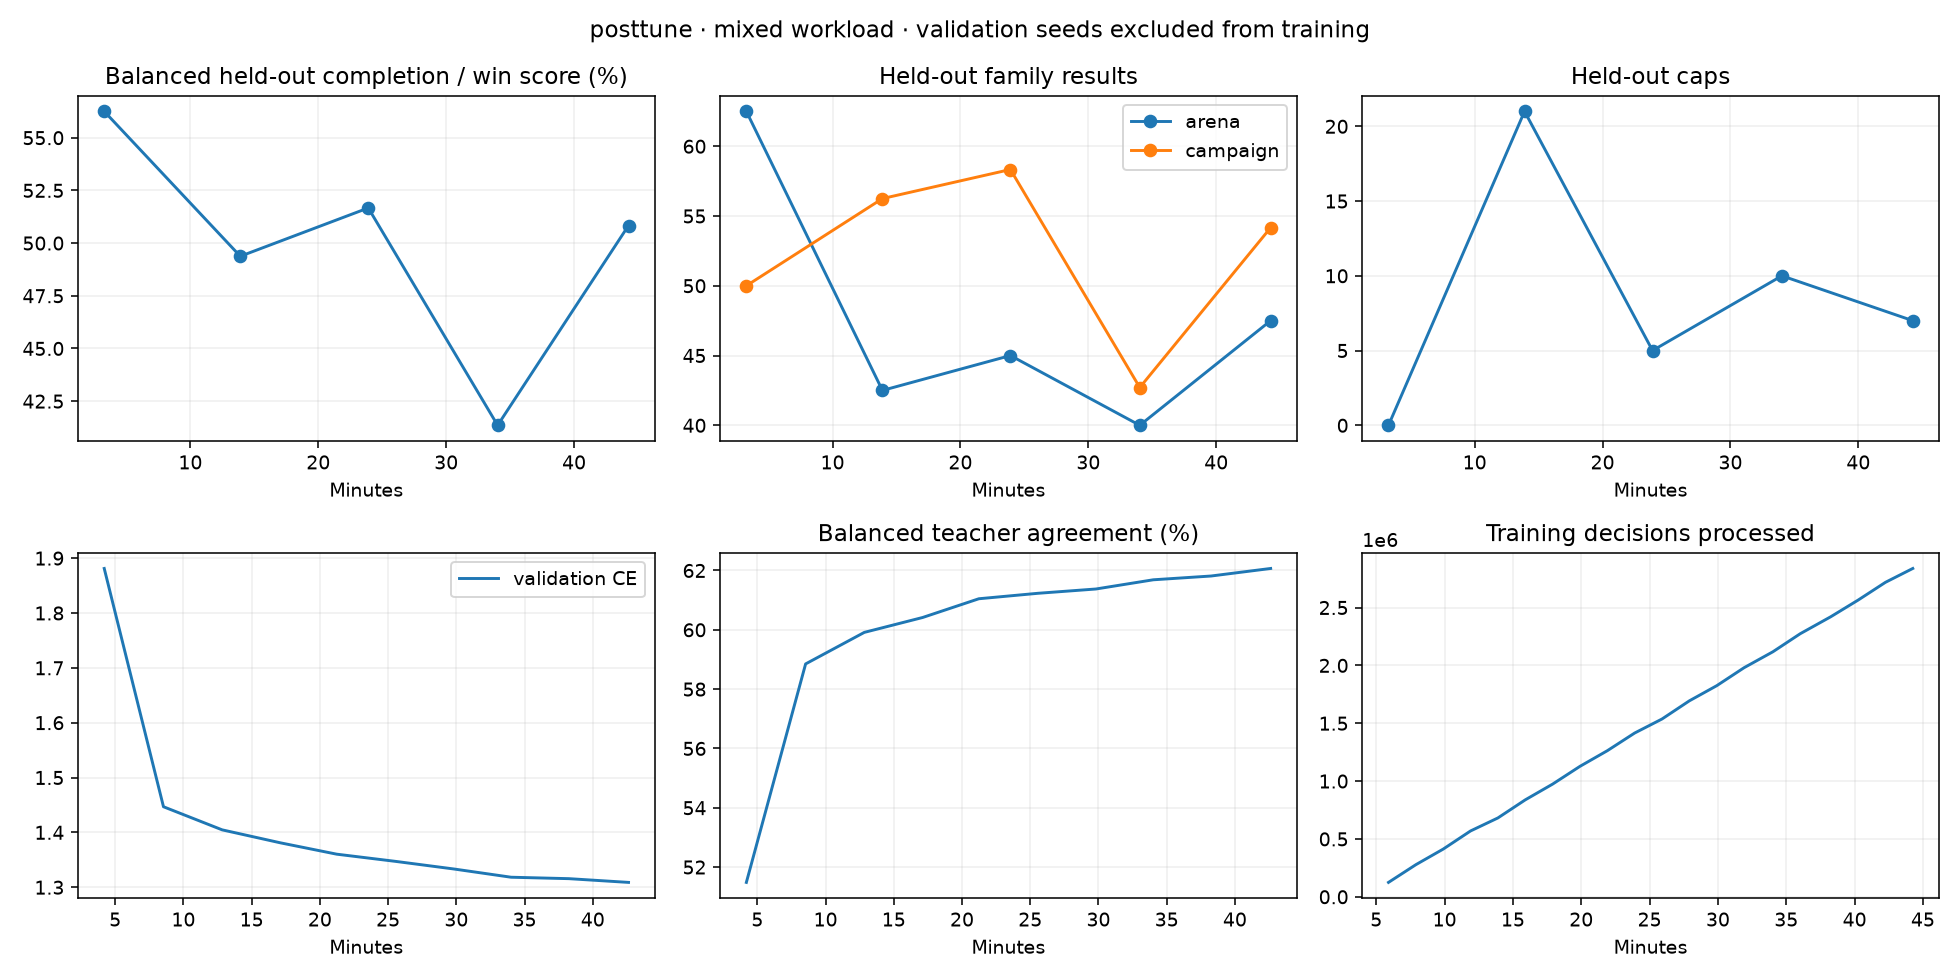 posttune · mixed workload · validation seeds excluded from training
Balanced held-out completion / win score (%)
55.0
52.5
50.0
47.5
45.0
42.5
10 20 30 40
Minutes
Held-out family results
arena
campaign
60
55
50
45
40
10 20 30 40
Minutes
Held-out caps
20
15
10
5
0
10 20 30 40
Minutes
validation CE
1.9
1.8
1.7
1.6
1.5
1.4
1.3
5 10 15 20 25 30 35 40
Minutes
Balanced teacher agreement (%)
62
60
58
56
54
52
5 10 15 20 25 30 35 40
Minutes
Training decisions processed
1e6
2.5
2.0
1.5
1.0
0.5
0.0
5 10 15 20 25 30 35 40 45
Minutes